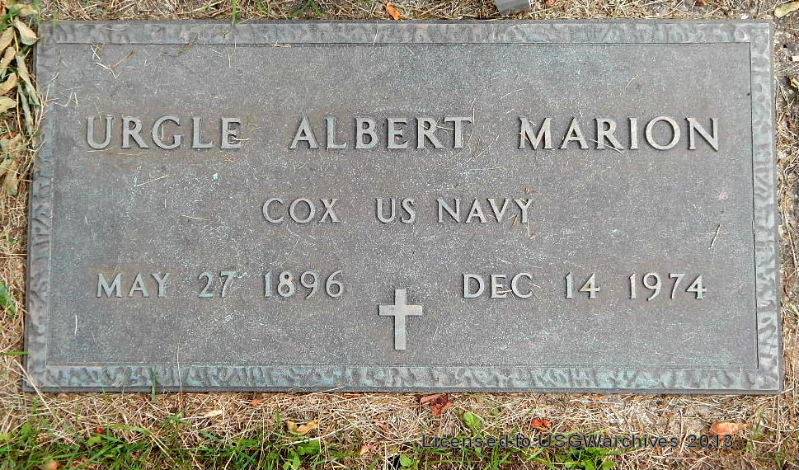 URGLE ALBERT MARION
COX US NAVY
MAY 27 1896 DEC 14 1974
Licensed to USGWarchives 2013